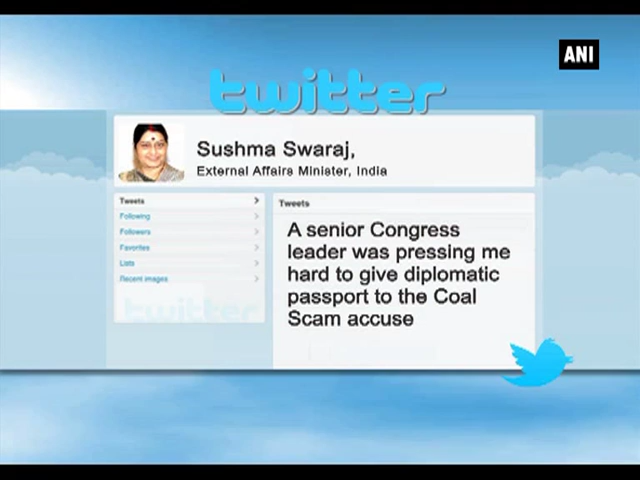 ANI
twitter
Sushma Swaraj,
External Affairs Minister, India
Tweets
Following
Followers
Favorites
Lists
Recent images
twitter
Tweets
A senior Congress
leader was pressing me
hard to give diplomatic
passport to the Coal
Scam accuse